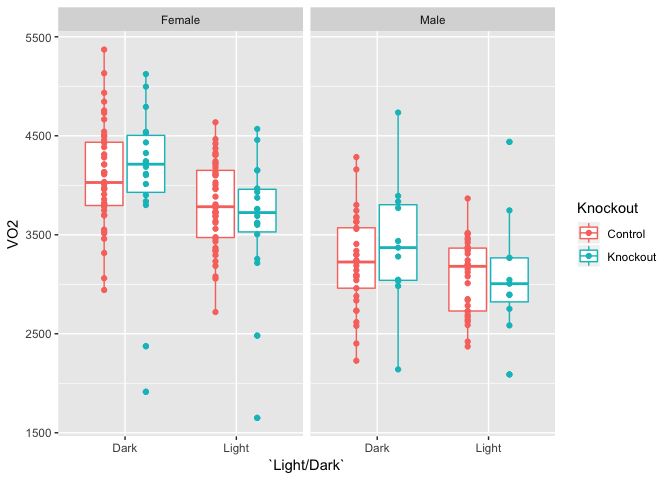 Female Male
5500
4500
3500
2500
1500
VO2
Dark Light Dark Light
`Light/Dark`
Knockout
Control
Knockout